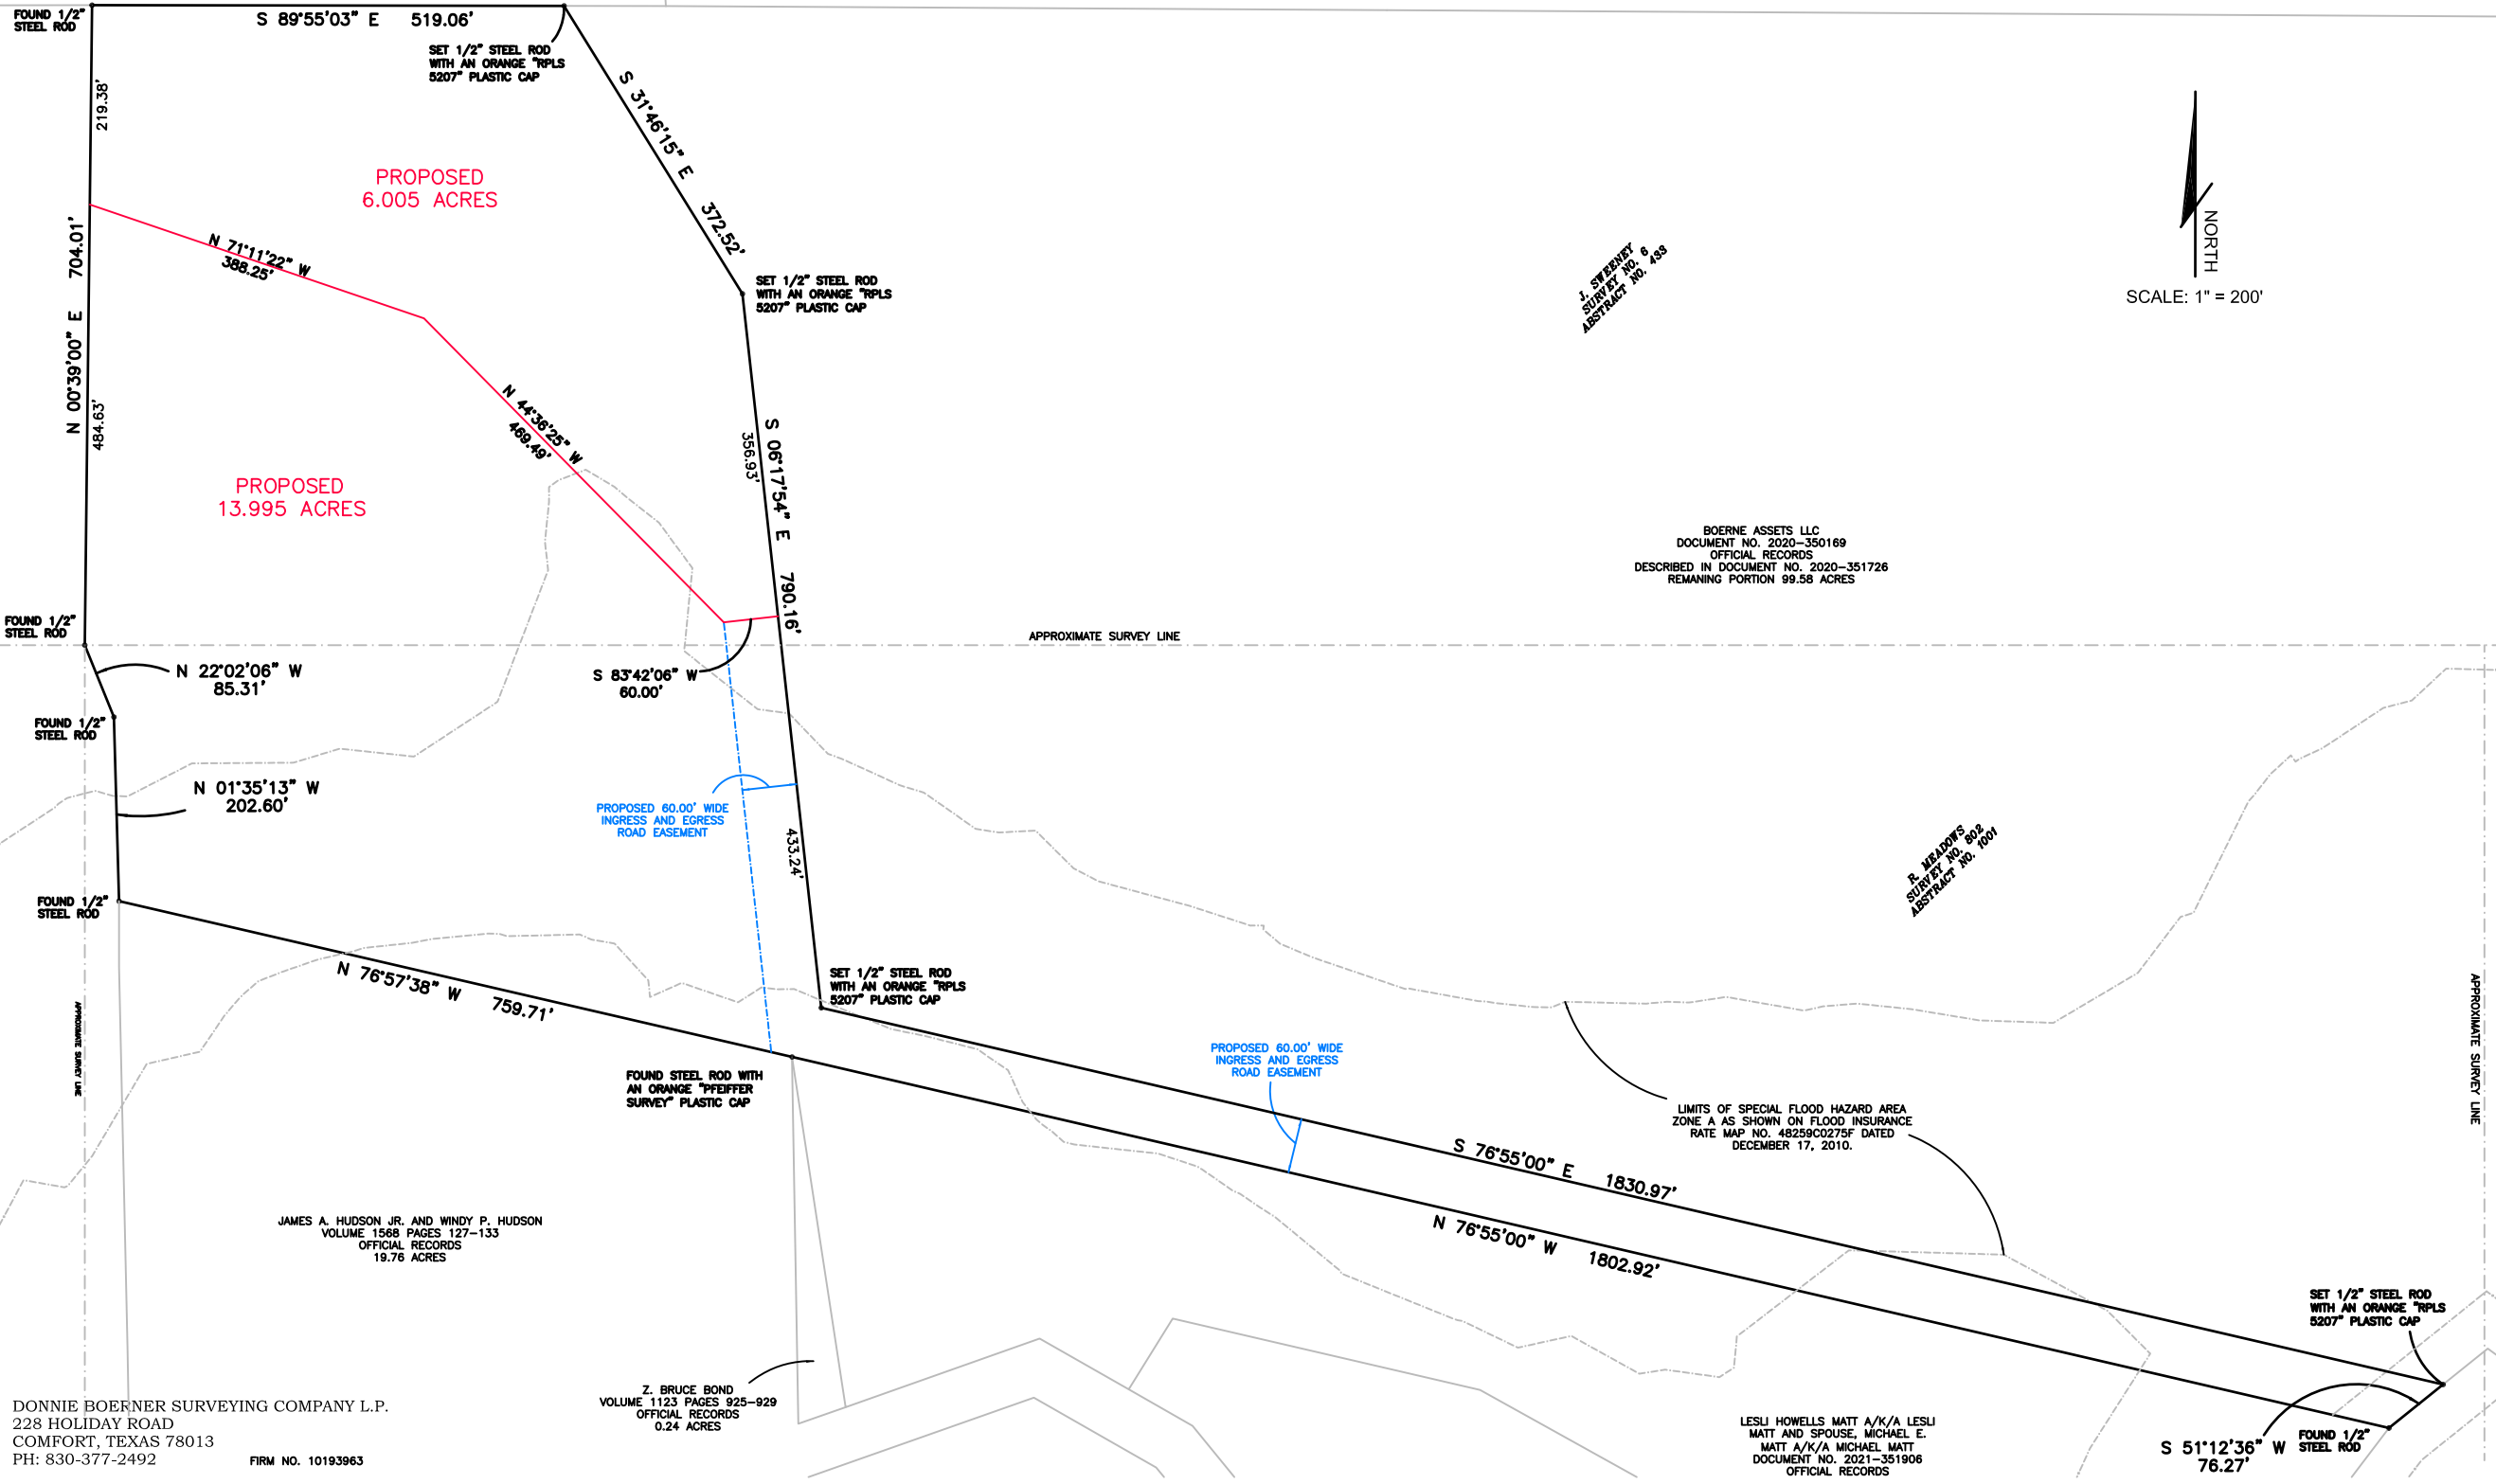 FOUND 1/2"
STEEL ROD
S 89°55'03" E 519.06'
SET 1/2" STEEL ROD
WITH AN ORANGE "RPLS
5207" PLASTIC CAP
219.38'
S 31°46'15" E 372.52'
PROPOSED
6.005 ACRES
N 00°39'00" E 704.01'
N 71°11'22" W
388.25'
SET 1/2" STEEL ROD
WITH AN ORANGE "RPLS
5207" PLASTIC CAP
J. SWEENEY
SURVEY NO. 6
ABSTRACT NO. 433
NORTH
SCALE: 1" = 200'
484.63'
N 44°36'25" W
469.49'
356.93'
S 06°17'54" E 790.16'
PROPOSED
13.995 ACRES
BOERNE ASSETS LLC
DOCUMENT NO. 2020-350169
OFFICIAL RECORDS
DESCRIBED IN DOCUMENT NO. 2020-351726
REMANING PORTION 99.58 ACRES
FOUND 1/2"
STEEL ROD
APPROXIMATE SURVEY LINE
N 22°02'06" W
85.31'
S 83°42'06" W
60.00'
FOUND 1/2"
STEEL ROD
N 01°35'13" W
202.60'
PROPOSED 60.00' WIDE
INGRESS AND EGRESS
ROAD EASEMENT
433.24'
R. MEADOWS
SURVEY NO. 802
ABSTRACT NO. 1001
FOUND 1/2"
STEEL ROD
N 76°57'38" W 759.71'
SET 1/2" STEEL ROD
WITH AN ORANGE "RPLS
5207" PLASTIC CAP
APPROXIMATE SURVEY LINE
APPROXIMATE SURVEY LINE
FOUND STEEL ROD WITH
AN ORANGE "PFEIFFER
SURVEY" PLASTIC CAP
PROPOSED 60.00' WIDE
INGRESS AND EGRESS
ROAD EASEMENT
LIMITS OF SPECIAL FLOOD HAZARD AREA
ZONE A AS SHOWN ON FLOOD INSURANCE
RATE MAP NO. 48259C0275F DATED
DECEMBER 17, 2010.
S 76°55'00" E 1830.97'
N 76°55'00" W 1802.92'
JAMES A. HUDSON JR. AND WINDY P. HUDSON
VOLUME 1568 PAGES 127-133
OFFICIAL RECORDS
19.76 ACRES
SET 1/2" STEEL ROD
WITH AN ORANGE "RPLS
5207" PLASTIC CAP
Z. BRUCE BOND
VOLUME 1123 PAGES 925-929
OFFICIAL RECORDS
0.24 ACRES
LESLI HOWELLS MATT A/K/A LESLI
MATT AND SPOUSE, MICHAEL E.
MATT A/K/A MICHAEL MATT
DOCUMENT NO. 2021-351906
OFFICIAL RECORDS
S 51°12'36" W
76.27'
FOUND 1/2"
STEEL ROD
DONNIE BOERNER SURVEYING COMPANY L.P.
228 HOLIDAY ROAD
COMFORT, TEXAS 78013
PH: 830-377-2492
FIRM NO. 10193963